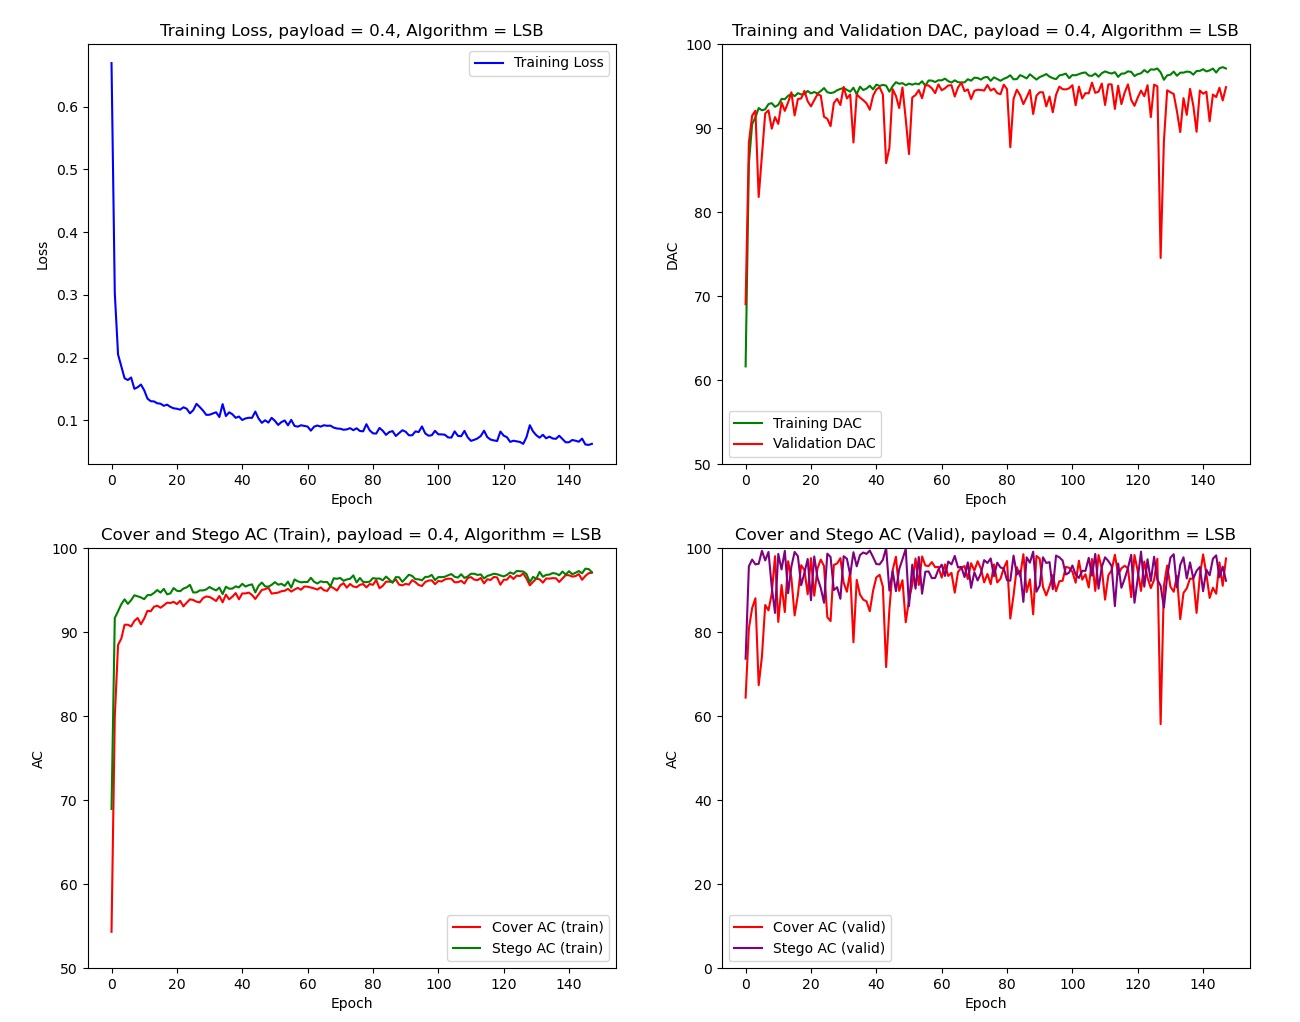 Training Loss, payload = 0.4, Algorithm = LSB
Training Loss
0.6
0.5
0.4
0.3
0.2
0.1
Loss
0 20 40 60 80 100 120 140
Epoch
Training and Validation DAC, payload = 0.4, Algorithm = LSB
100
90
80
70
60
50
DAC
Training DAC
Validation DAC
0 20 40 60 80 100 120 140
Epoch
Cover and Stego AC (Train), payload = 0.4, Algorithm = LSB
100
90
80
70
60
50
AC
Cover AC (train)
Stego AC (train)
0 20 40 60 80 100 120 140
Epoch
Cover and Stego AC (Valid), payload = 0.4, Algorithm = LSB
100
80
60
40
20
0
AC
Cover AC (valid)
Stego AC (valid)
0 20 40 60 80 100 120 140
Epoch